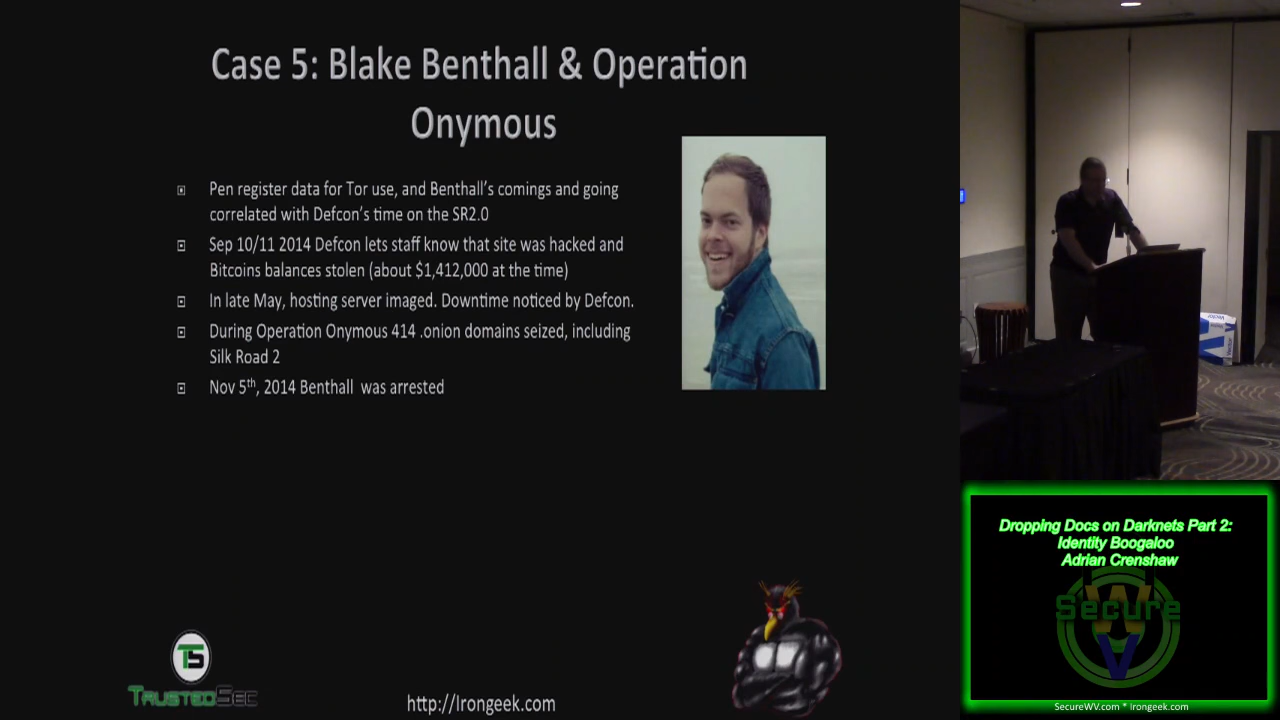 Case 5: Blake Benthall & Operation
Onymous
Pen register data for Tor use, and Benthall's comings and going
correlated with Defcon's time on the SR2.0
Sep 10/11 2014 Defcon lets staff know that site was hacked and
Bitcoins balances stolen (about $1,412,000 at the time)
In late May, hosting server imaged. Downtime noticed by Defcon.
During Operation Onymous 414 .onion domains seized, including
Silk Road 2
Nov 5th, 2014 Benthall was arrested
TS
TRUSTEDSEC
http://Irongeek.com
Dropping Docs on Darknets Part 2:
Identity Boogaloo
Adrian Crenshaw
Secure
WV
SecureWV.com * Irongeek.com